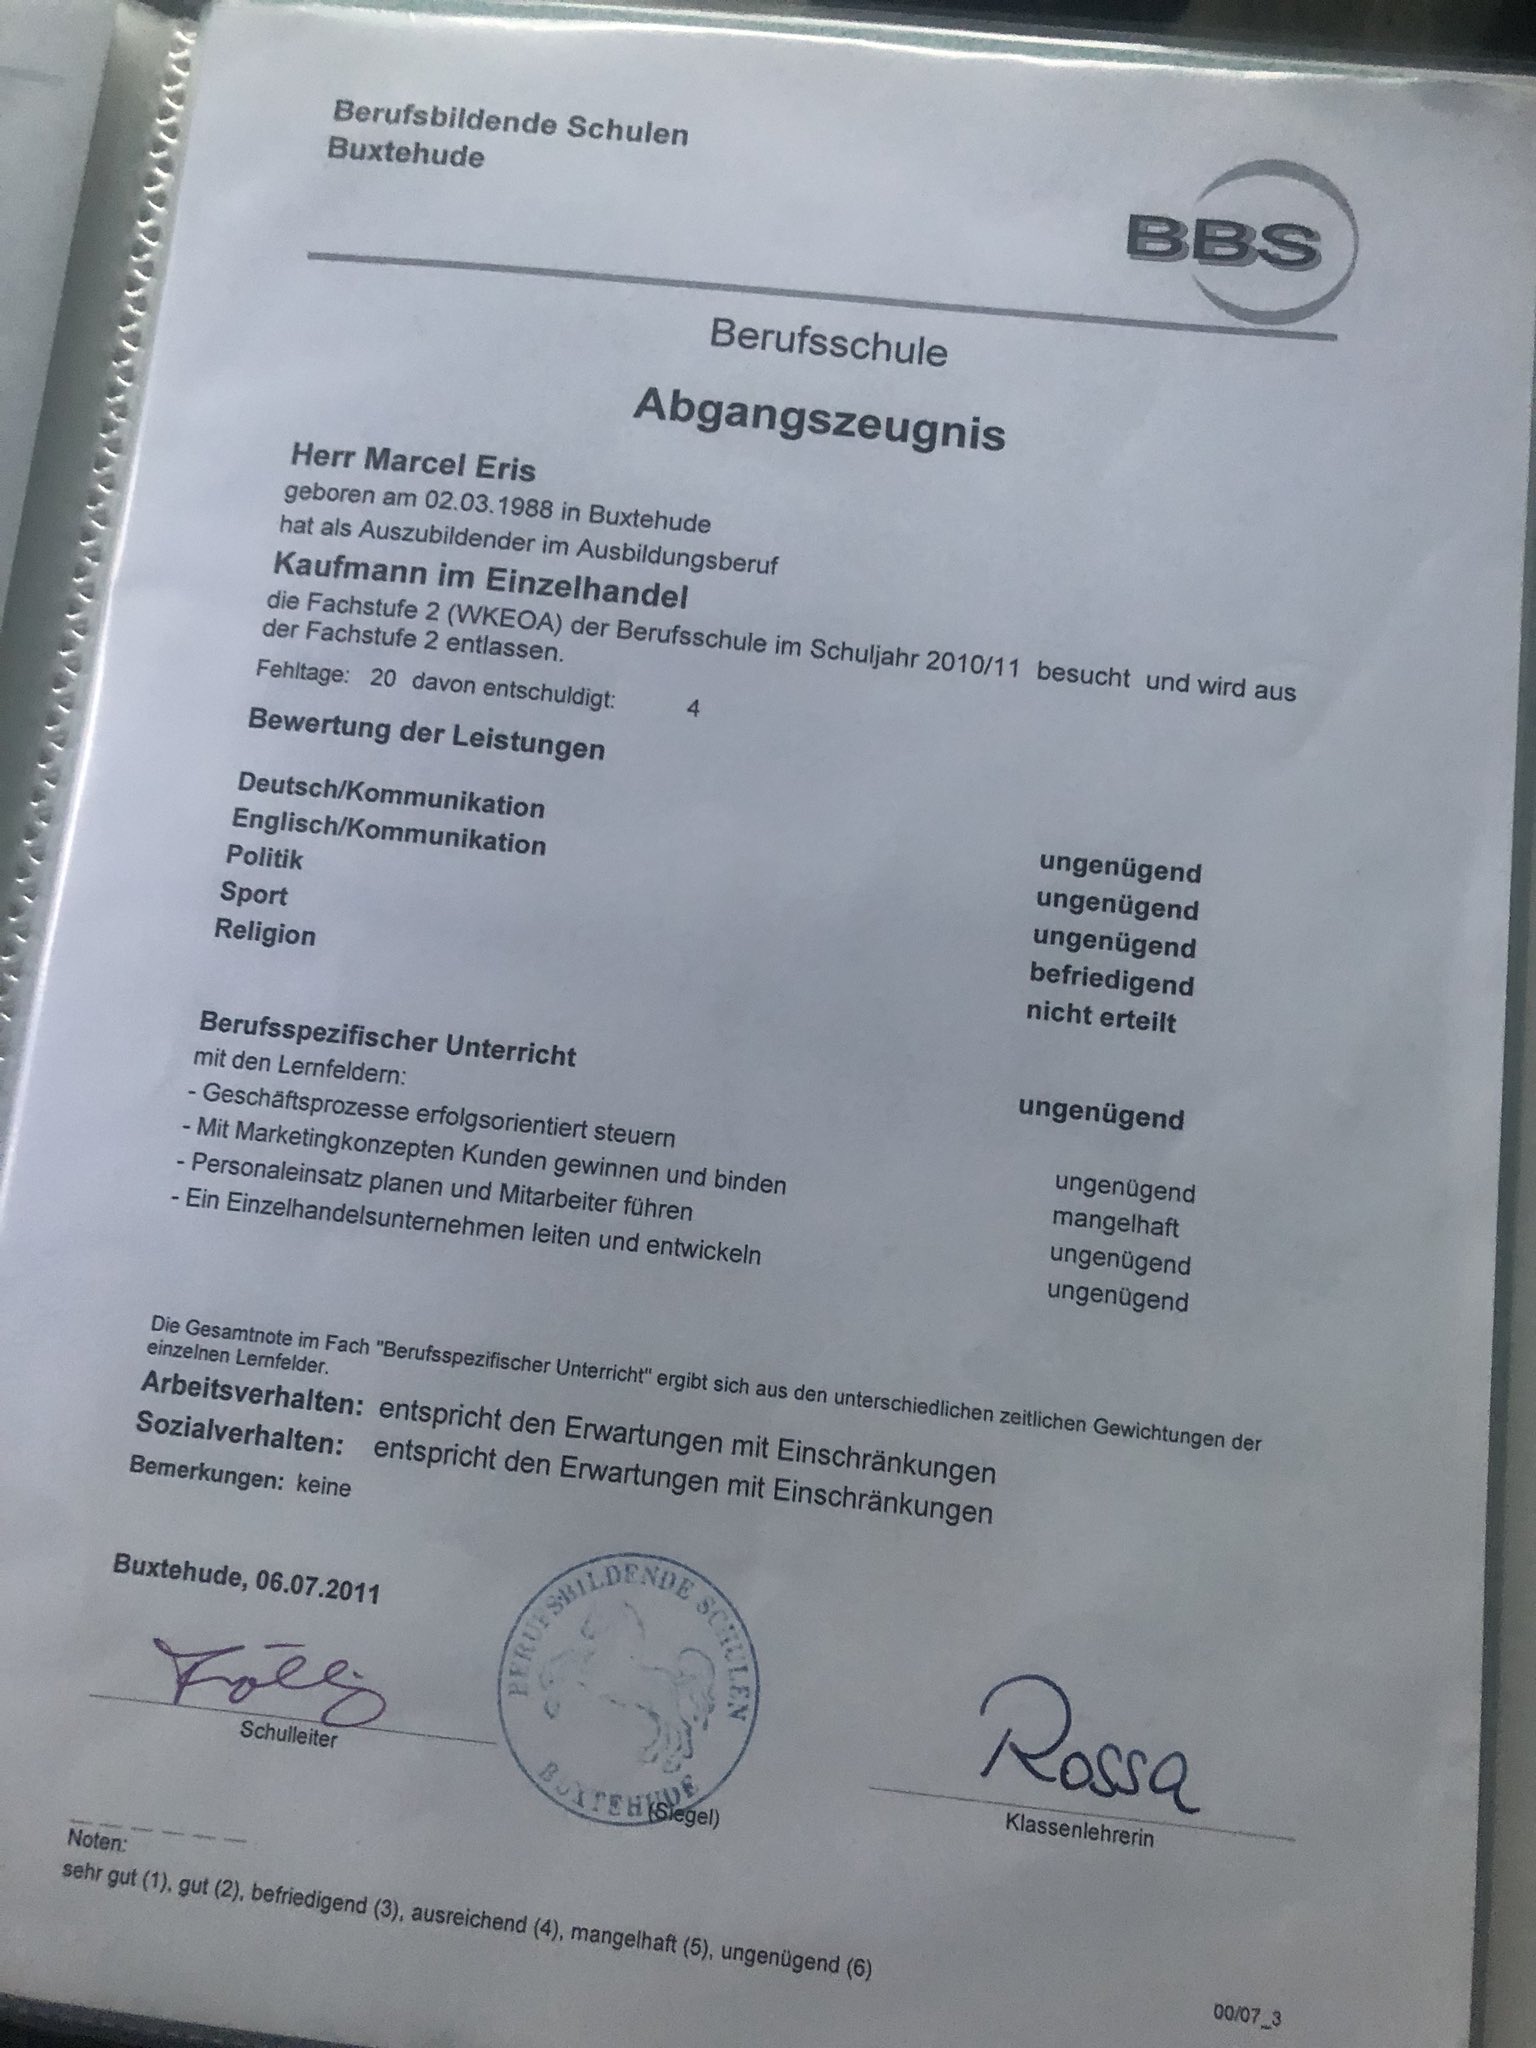 Berufsbildende Schulen
Buxtehude
BBS
Berufsschule
Abgangszeugnis
Herr Marcel Eris
geboren am 02.03.1988 in Buxtehude
hat als Auszubildender im Ausbildungsberuf
Kaufmann im Einzelhandel
die Fachstufe 2 (WKEOA) der Berufsschule im Schuljahr 2010/11 besucht und wird aus
der Fachstufe 2 entlassen.
Fehltage: 20 davon entschuldigt: 4
Bewertung der Leistungen
Deutsch/Kommunikation ungenügend
Englisch/Kommunikation ungenügend
Politik ungenügend
Sport befriedigend
Religion nicht erteilt
Berufsspezifischer Unterricht ungenügend
mit den Lernfeldern:
- Geschäftsprozesse erfolgsorientiert steuern ungenügend
- Mit Marketingkonzepten Kunden gewinnen und binden mangelhaft
- Personaleinsatz planen und Mitarbeiter führen ungenügend
- Ein Einzelhandelsunternehmen leiten und entwickeln ungenügend
Die Gesamtnote im Fach "Berufsspezifischer Unterricht" ergibt sich aus den unterschiedlichen zeitlichen Gewichtungen der
einzelnen Lernfelder.
Arbeitsverhalten: entspricht den Erwartungen mit Einschränkungen
Sozialverhalten: entspricht den Erwartungen mit Einschränkungen
Bemerkungen: keine
Buxtehude, 06.07.2011
BERUFSBILDENDE SCHULEN
BUXTEHUDE
Rossa
Schulleiter
(Siegel)
Klassenlehrerin
Noten:
sehr gut (1), gut (2), befriedigend (3), ausreichend (4), mangelhaft (5), ungenügend (6)
00/07_3